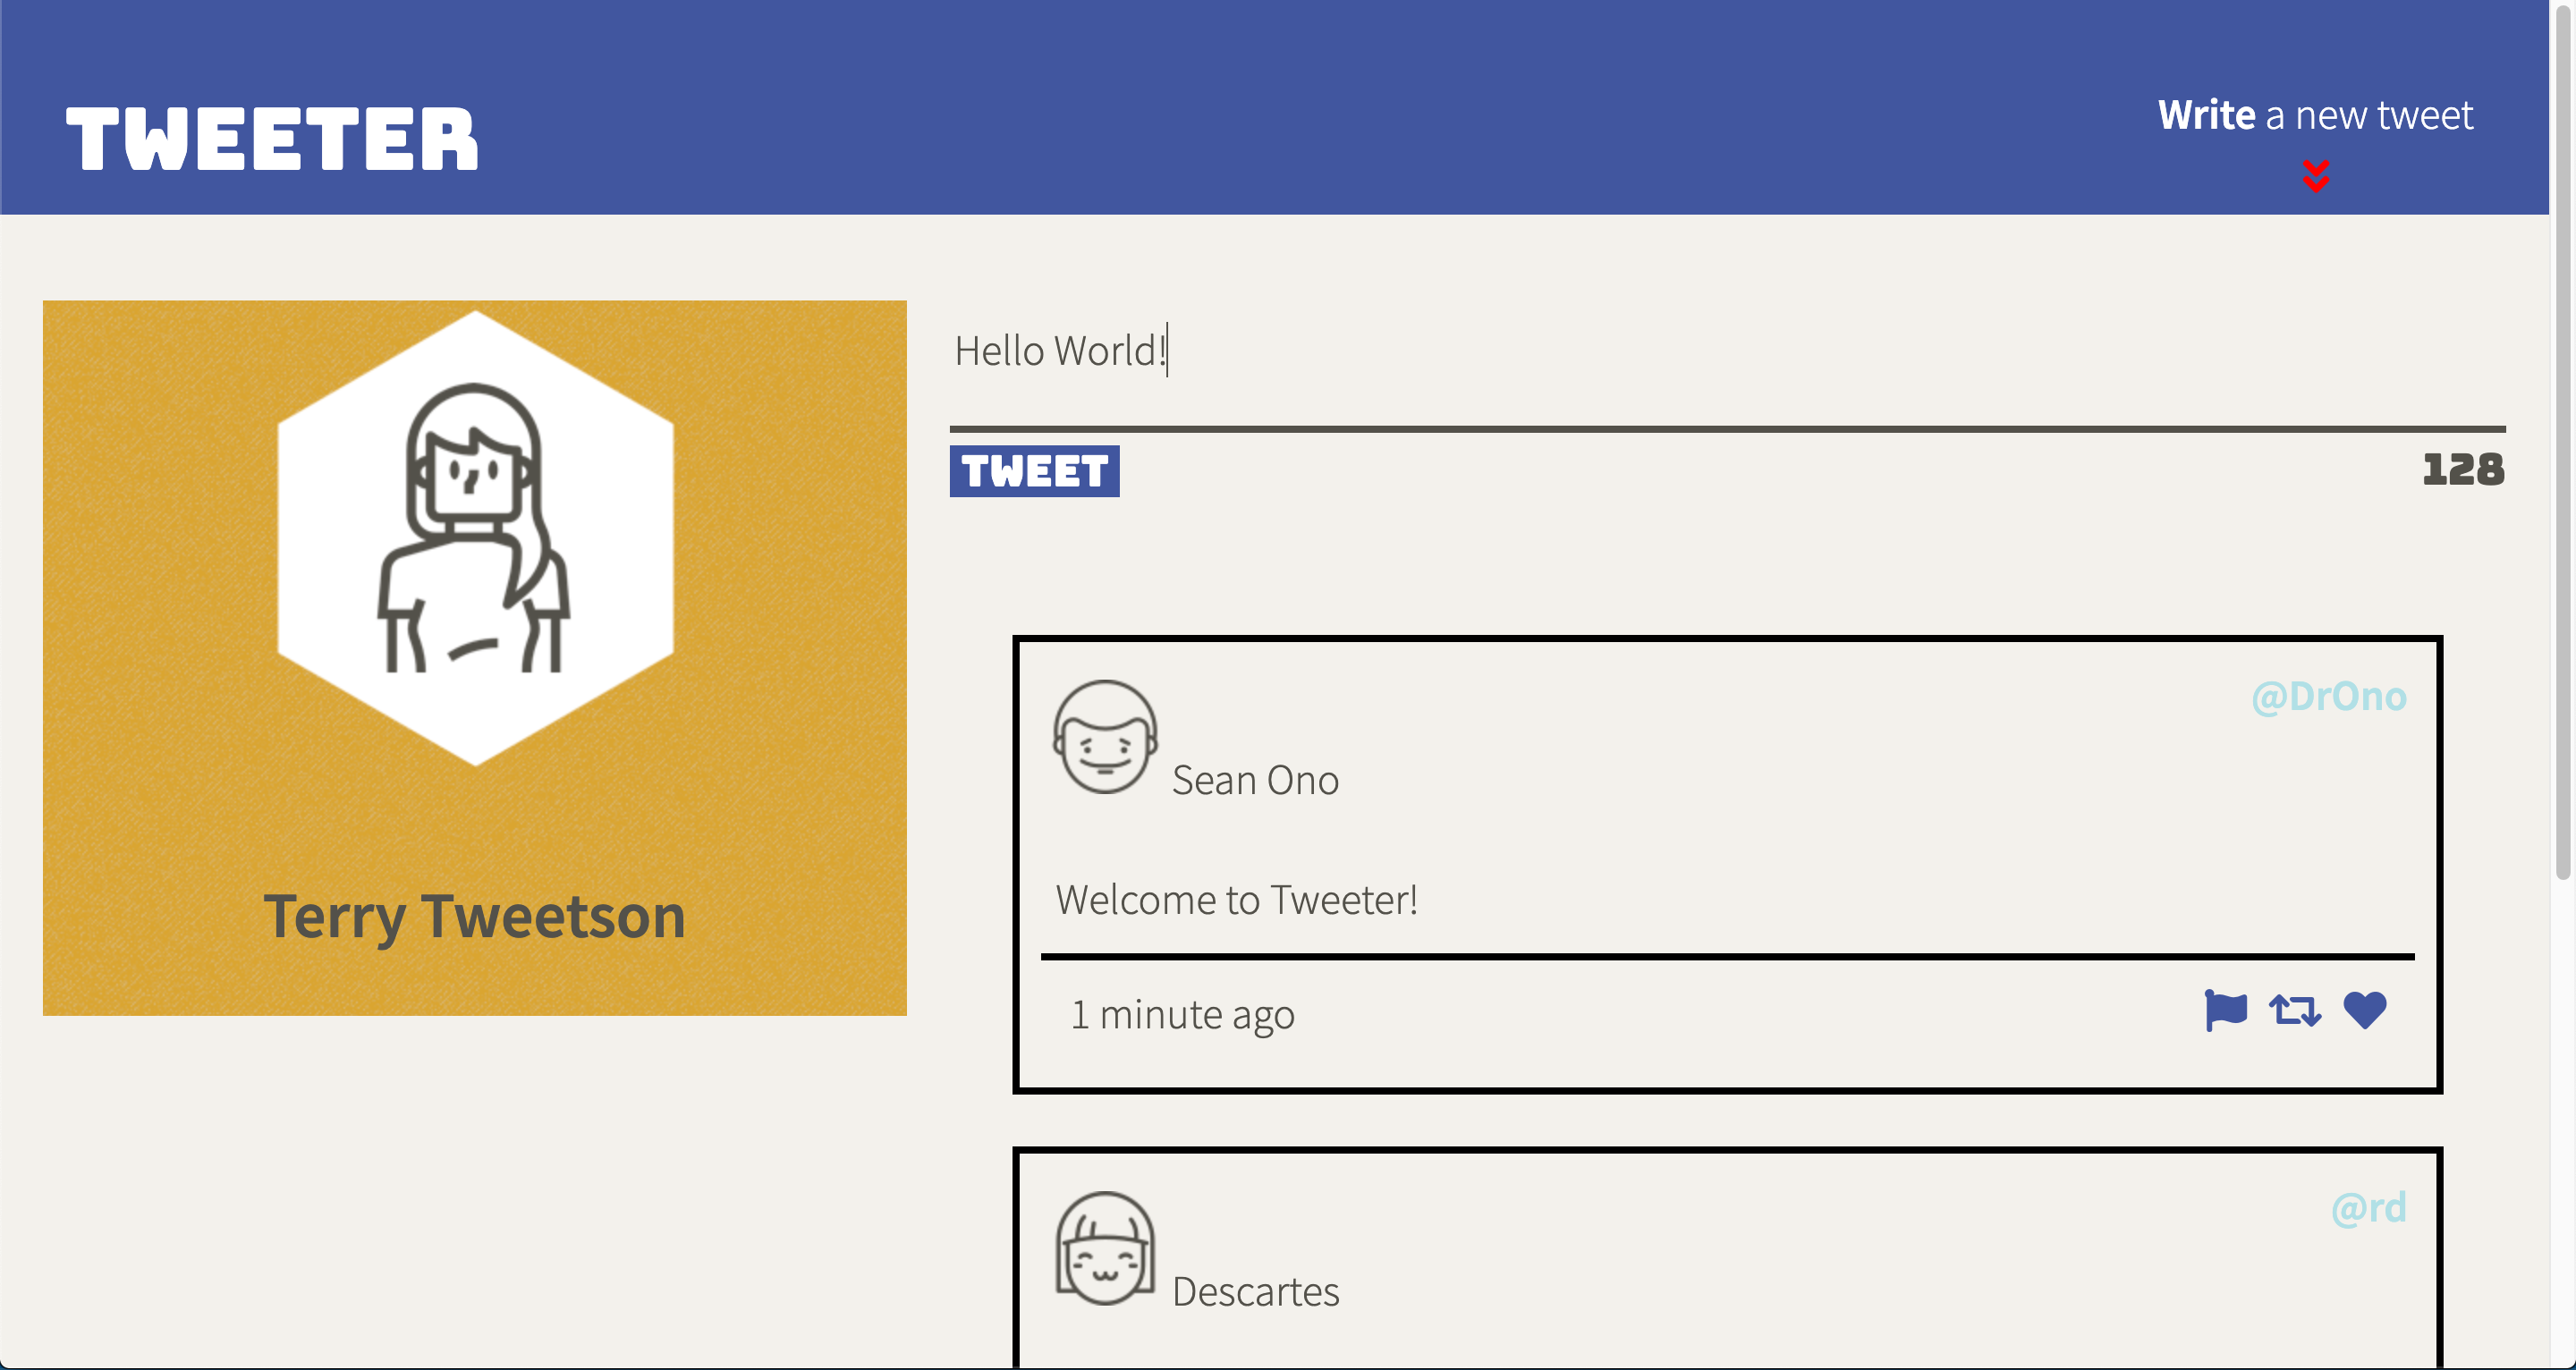 TWEETER
Write a new tweet
Hello World!
TWEET
128
Terry Tweetson
@DrOno
Sean Ono
Welcome to Tweeter!
1 minute ago
@rd
Descartes